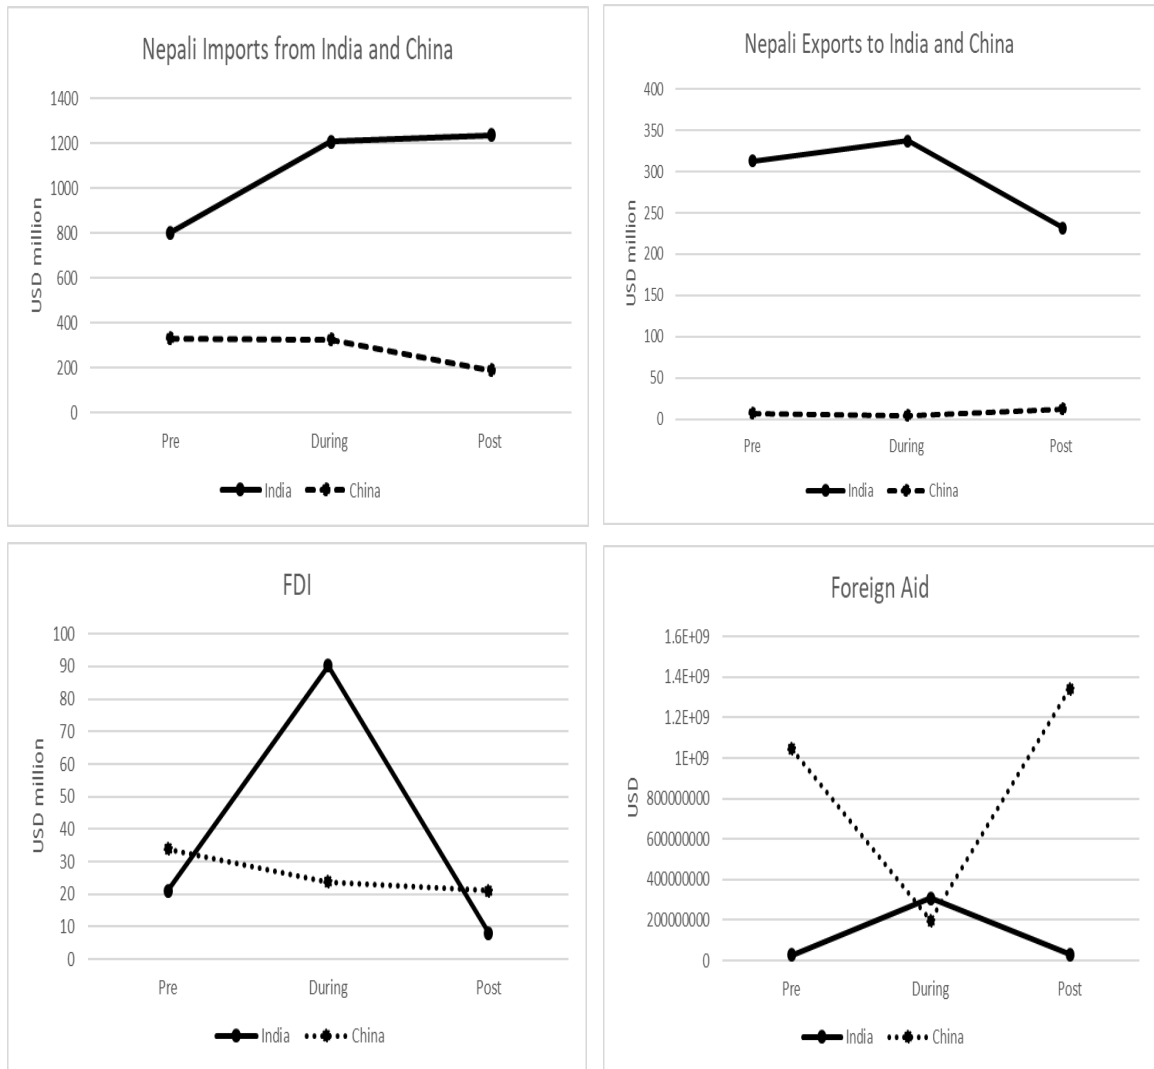 Nepali Imports from India and China
1400
1200
1000
800
600
400
200
0
USD million
Pre During Post
India China
Nepali Exports to India and China
400
350
300
250
200
150
100
50
0
USD million
Pre During Post
India China
FDI
100
90
80
70
60
50
40
30
20
10
0
USD million
Pre During Post
India China
Foreign Aid
1.6E+09
1.4E+09
1.2E+09
1E+09
80000000
600000000
400000000
200000000
0
USD
Pre During Post
India China